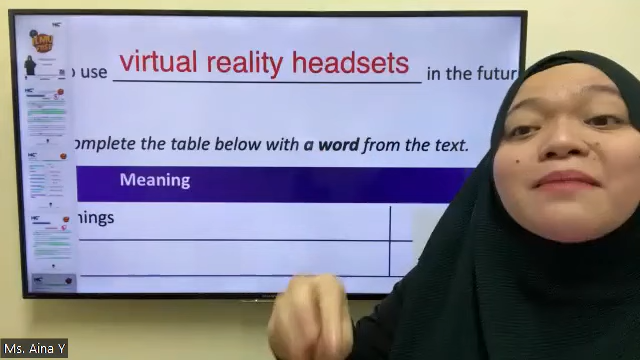 use virtual reality headsets in the futur
omplete the table below with a word from the text.
Meaning
nings
Ms. Aina Y